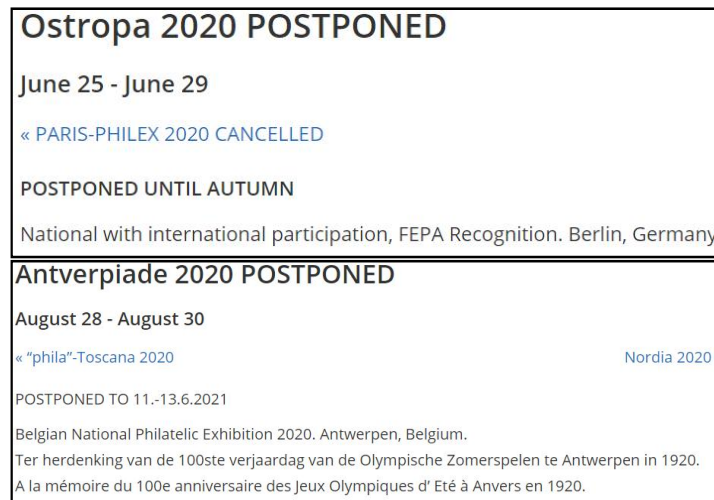 Ostropa 2020 POSTPONED
June 25 - June 29
« PARIS-PHILEX 2020 CANCELLED
POSTPONED UNTIL AUTUMN
National with international participation, FEPA Recognition. Berlin, Germany
Antverpiade 2020 POSTPONED
August 28 - August 30
« “phila”-Toscana 2020 Nordia 2020
POSTPONED TO 11.-13.6.2021
Belgian National Philatelic Exhibition 2020. Antwerpen, Belgium.
Ter herdenking van de 100ste verjaardag van de Olympische Zomerspelen te Antwerpen in 1920.
A la mémoire du 100e anniversaire des Jeux Olympiques d’ Eté à Anvers en 1920.